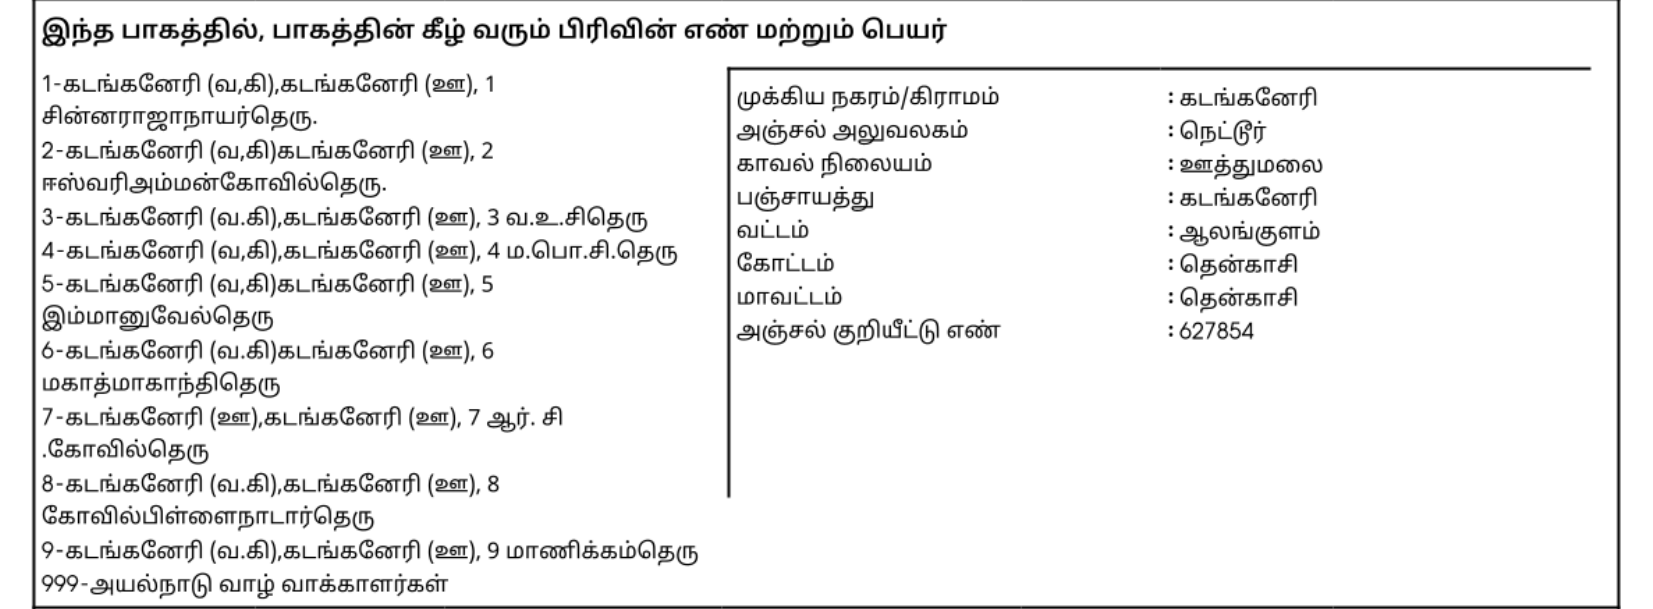 இந்த பாகத்தில், பாகத்தின் கீழ் வரும் பிரிவின் எண் மற்றும் பெயர்
1-கடங்கனேரி (வ,கி),கடங்கனேரி (ஊ), 1
சின்னராஜாநாயர்தெரு.
2-கடங்கனேரி (வ,கி)கடங்கனேரி (ஊ), 2
ஈஸ்வரிஅம்மன்கோவில்தெரு.
3-கடங்கனேரி (வ.கி),கடங்கனேரி (ஊ), 3 வ.உ.சிதெரு
4-கடங்கனேரி (வ,கி),கடங்கனேரி (ஊ), 4 ம.பொ.சி.தெரு
5-கடங்கனேரி (வ,கி)கடங்கனேரி (ஊ), 5
இம்மானுவேல்தெரு
6-கடங்கனேரி (வ.கி)கடங்கனேரி (ஊ), 6
மகாத்மாகாந்திதெரு
7-கடங்கனேரி (ஊ),கடங்கனேரி (ஊ), 7 ஆர். சி
.கோவில்தெரு
8-கடங்கனேரி (வ.கி),கடங்கனேரி (ஊ), 8
கோவில்பிள்ளைநாடார்தெரு
9-கடங்கனேரி (வ.கி),கடங்கனேரி (ஊ), 9 மாணிக்கம்தெரு
999-அயல்நாடு வாழ் வாக்காளர்கள்
முக்கிய நகரம்/கிராமம் : கடங்கனேரி
அஞ்சல் அலுவலகம் : நெட்டூர்
காவல் நிலையம் : ஊத்துமலை
பஞ்சாயத்து : கடங்கனேரி
வட்டம் : ஆலங்குளம்
கோட்டம் : தென்காசி
மாவட்டம் : தென்காசி
அஞ்சல் குறியீட்டு எண் : 627854